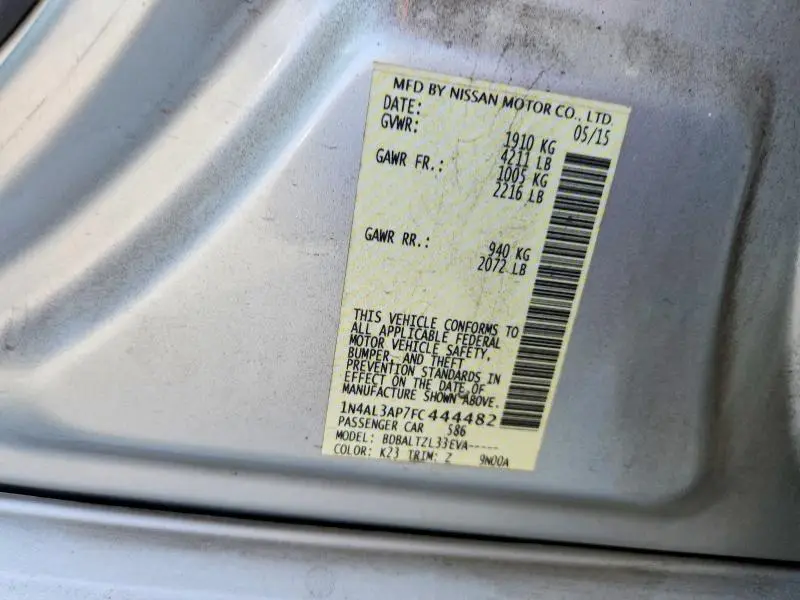 MFD BY NISSAN MOTOR CO., LTD.
DATE: 05/15
GVWR: 1910 KG
4211 LB
GAWR FR.: 1005 KG
2216 LB
GAWR RR.: 940 KG
2072 LB
THIS VEHICLE CONFORMS TO
ALL APPLICABLE FEDERAL
MOTOR VEHICLE SAFETY,
BUMPER, AND THEFT
PREVENTION STANDARDS IN
EFFECT ON THE DATE OF
MANUFACTURE SHOWN ABOVE.
1N4AL3AP7FC444482
PASSENGER CAR 586
MODEL: BDBALTZL33EVA-----
COLOR: K23 TRIM: Z 9N00A